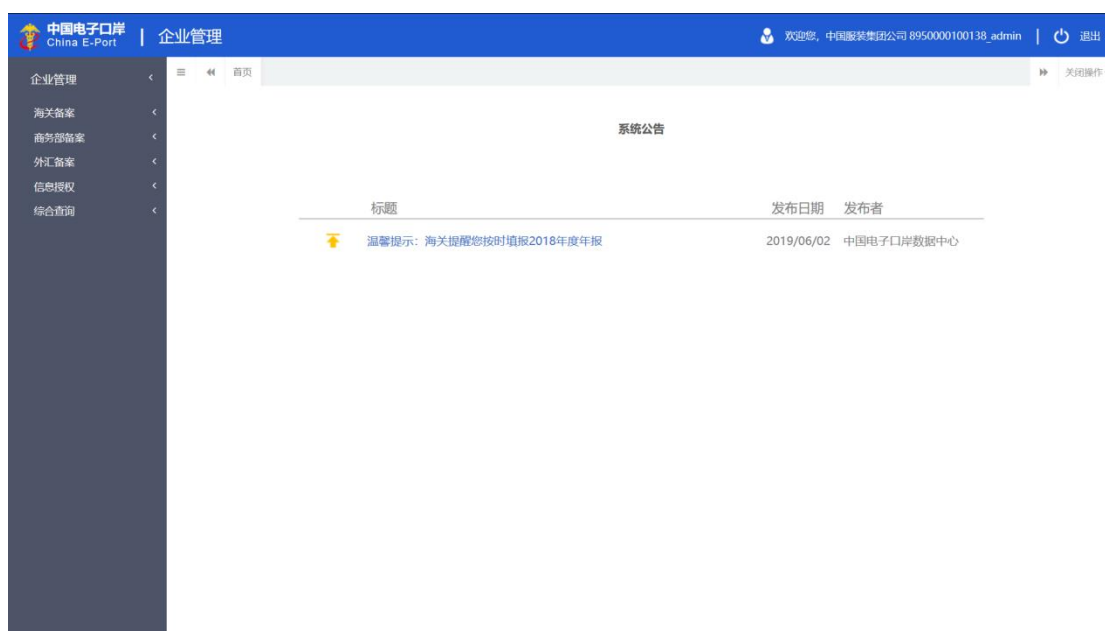 中国电子口岸
China E-Port
企业管理
欢迎您，中国服装集团公司 8950000100138_admin
退出
企业管理
首页
关闭操作
海关备案
商务部备案
外汇备案
信息授权
综合查询
系统公告
标题 发布日期 发布者
温馨提示：海关提醒您按时填报2018年度年报 2019/06/02 中国电子口岸数据中心